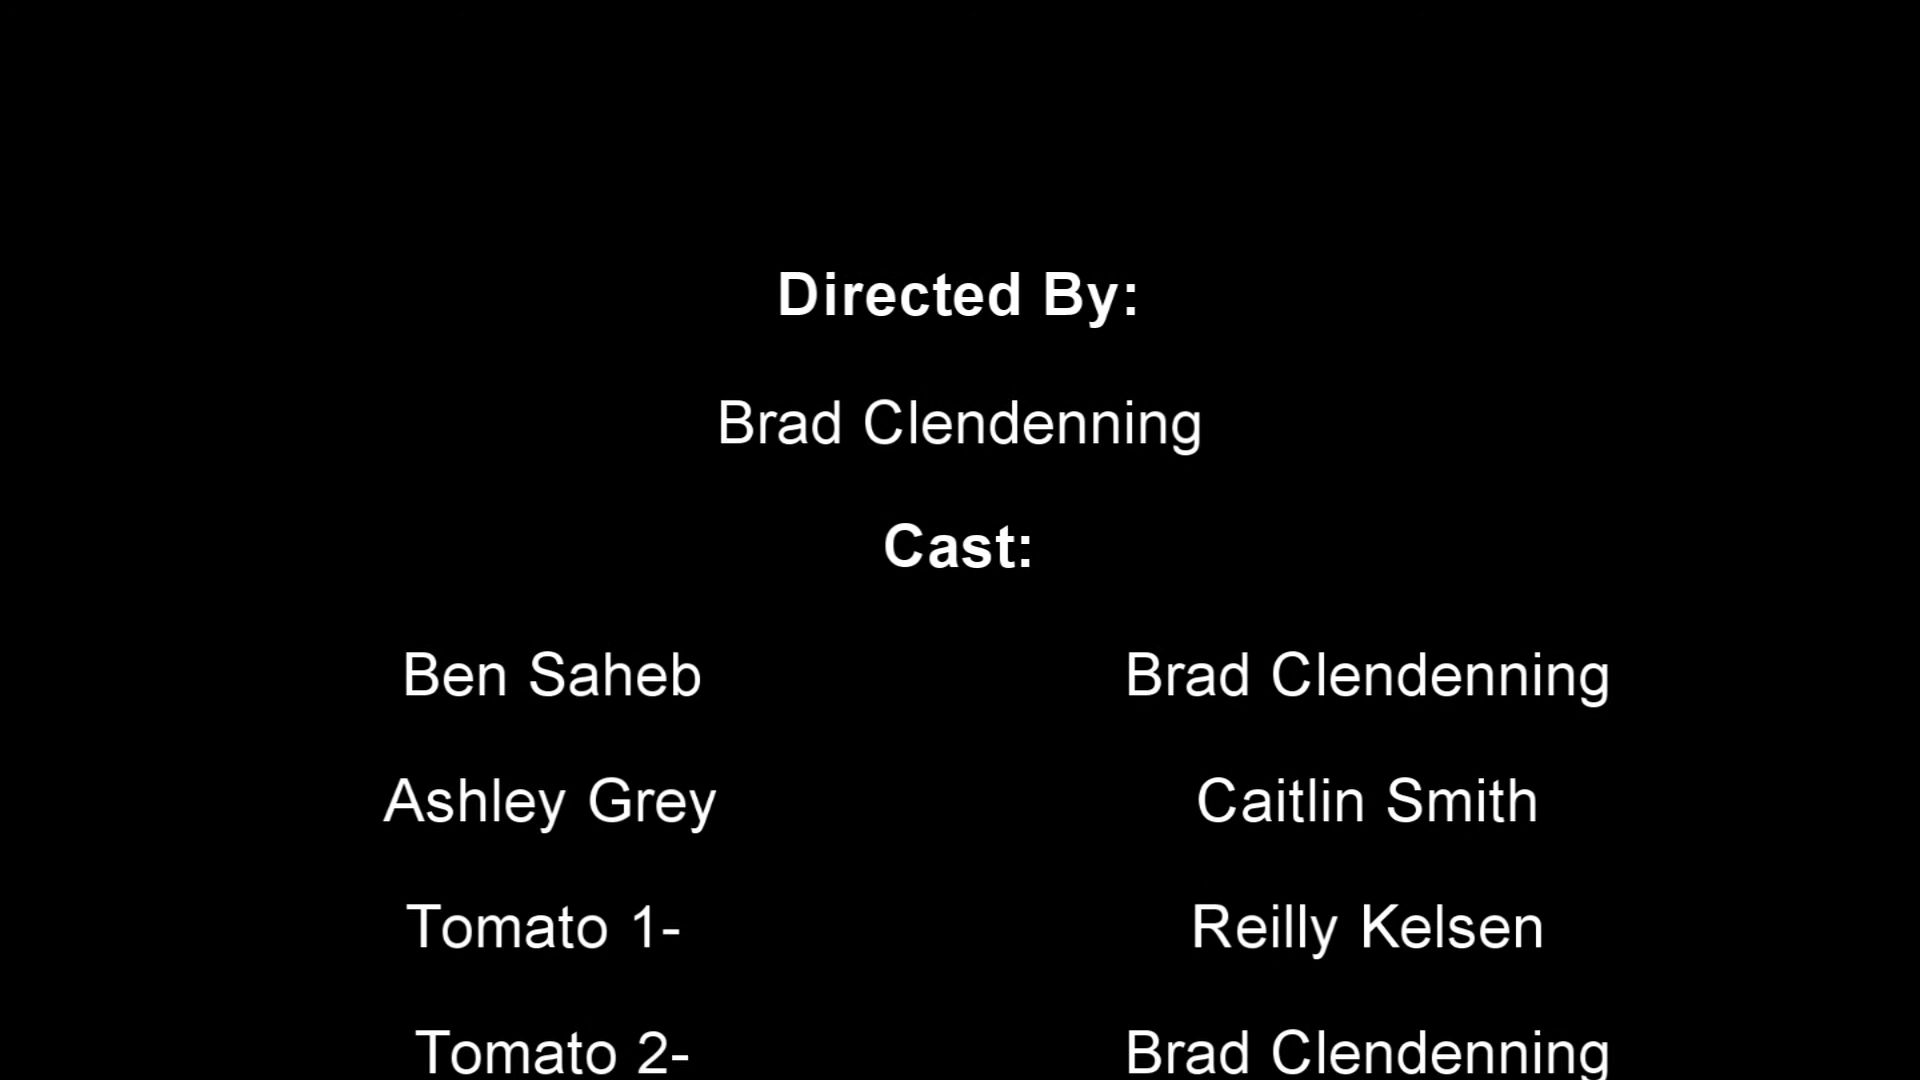 Directed By:
Brad Clendenning
Cast:
Ben Saheb Brad Clendenning
Ashley Grey Caitlin Smith
Tomato 1- Reilly Kelsen
Tomato 2- Brad Clendenning